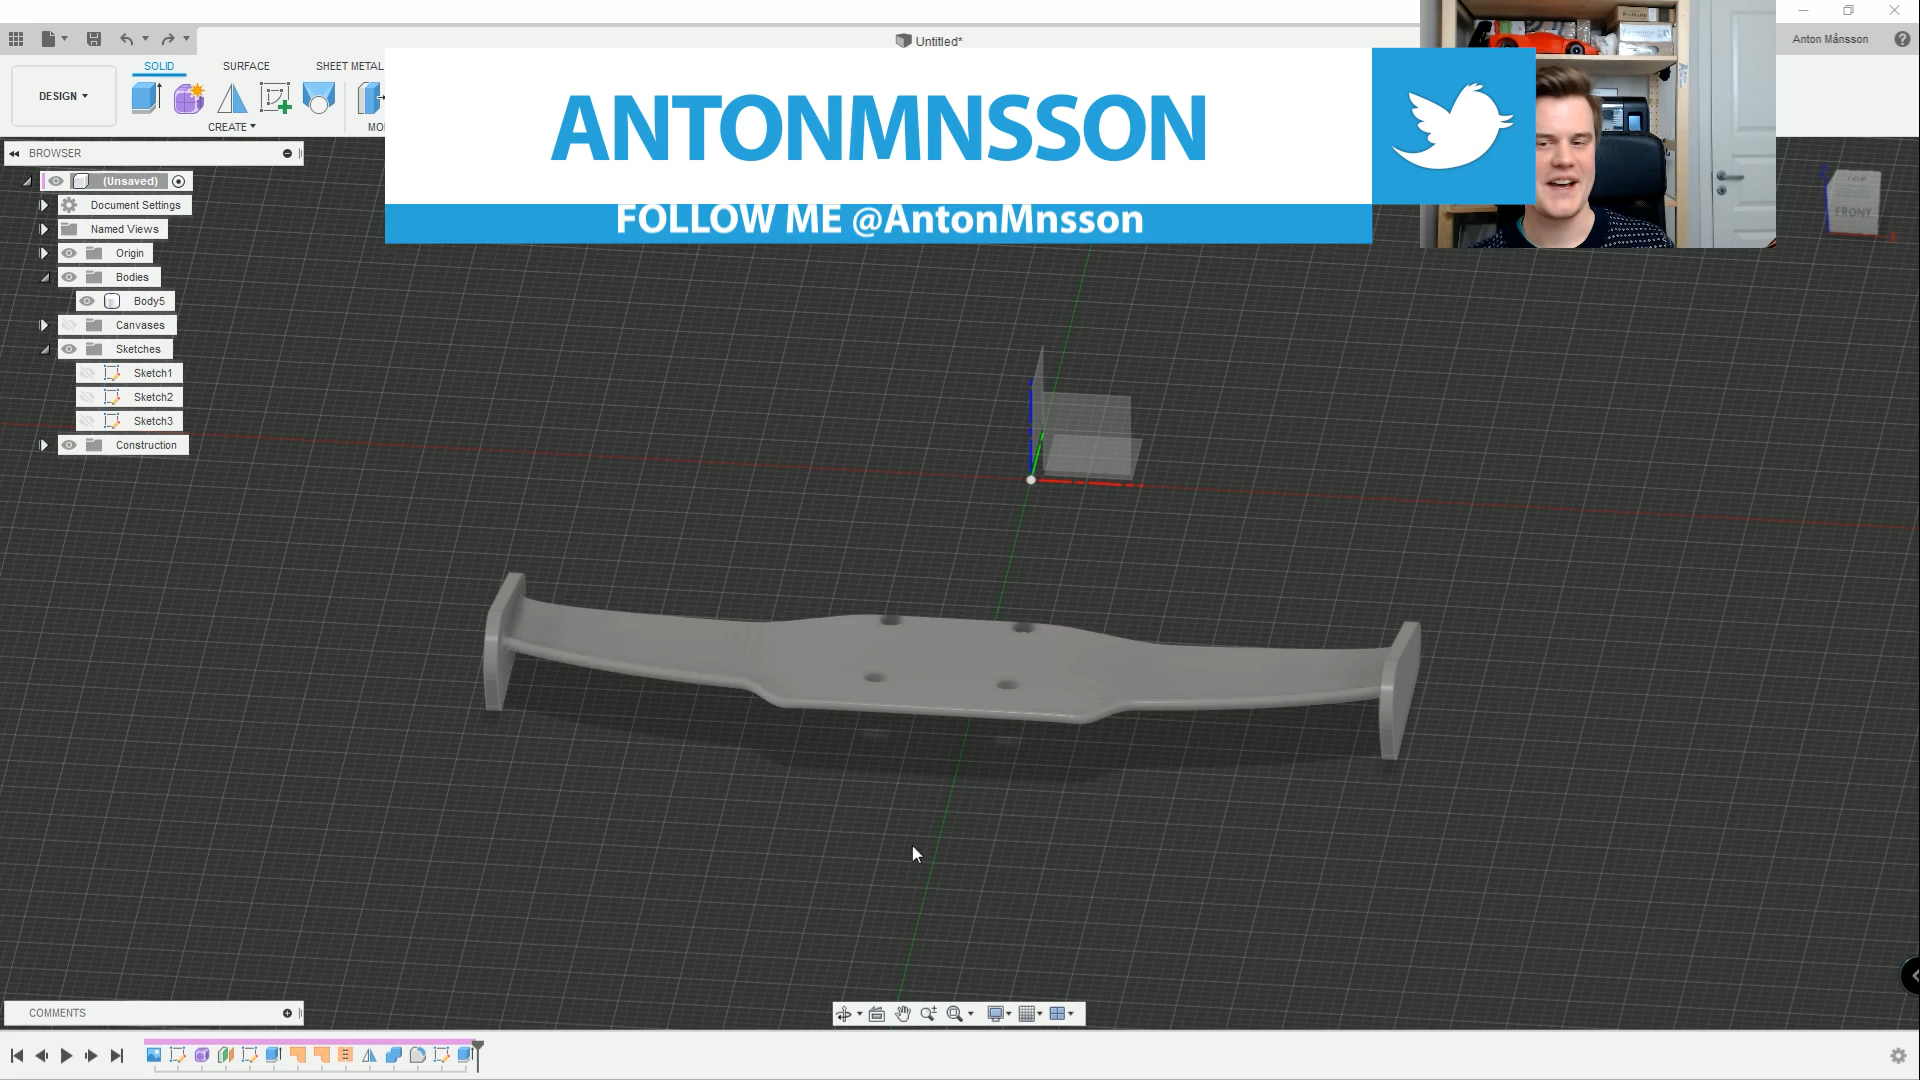 Untitled*
Anton Månsson
SOLID
SURFACE
SHEET METAL
DESIGN
CREATE
MO
ANTONMNSSON
FOLLOW ME @AntonMnsson
BROWSER
(Unsaved)
Document Settings
Named Views
Origin
Bodies
Body5
Canvases
Sketches
Sketch1
Sketch2
Sketch3
Construction
TOP
FRONT
COMMENTS